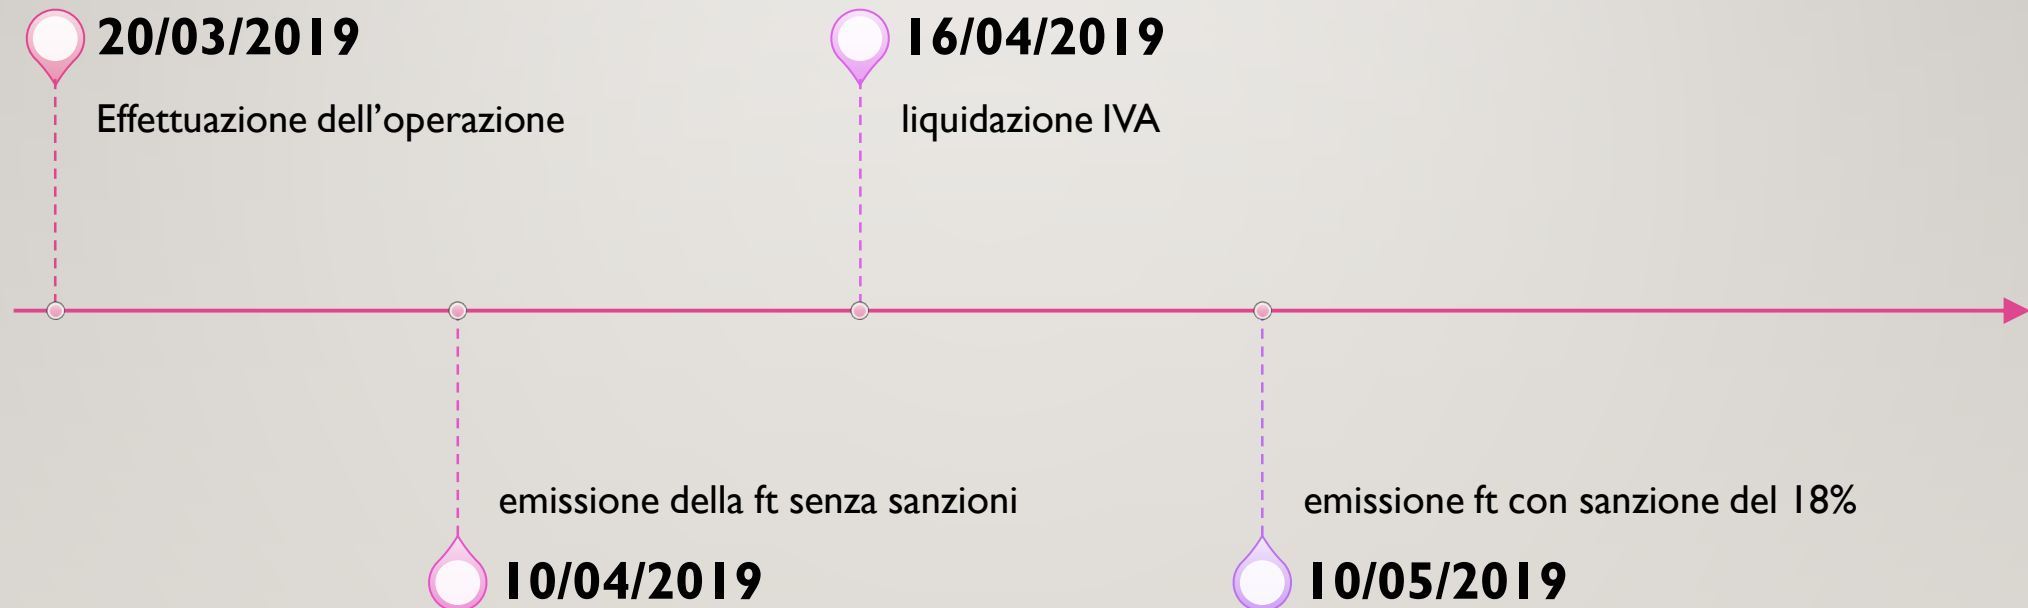 20/03/2019
Effettuazione dell’operazione
16/04/2019
liquidazione IVA
emissione della ft senza sanzioni
10/04/2019
emissione ft con sanzione del 18%
10/05/2019